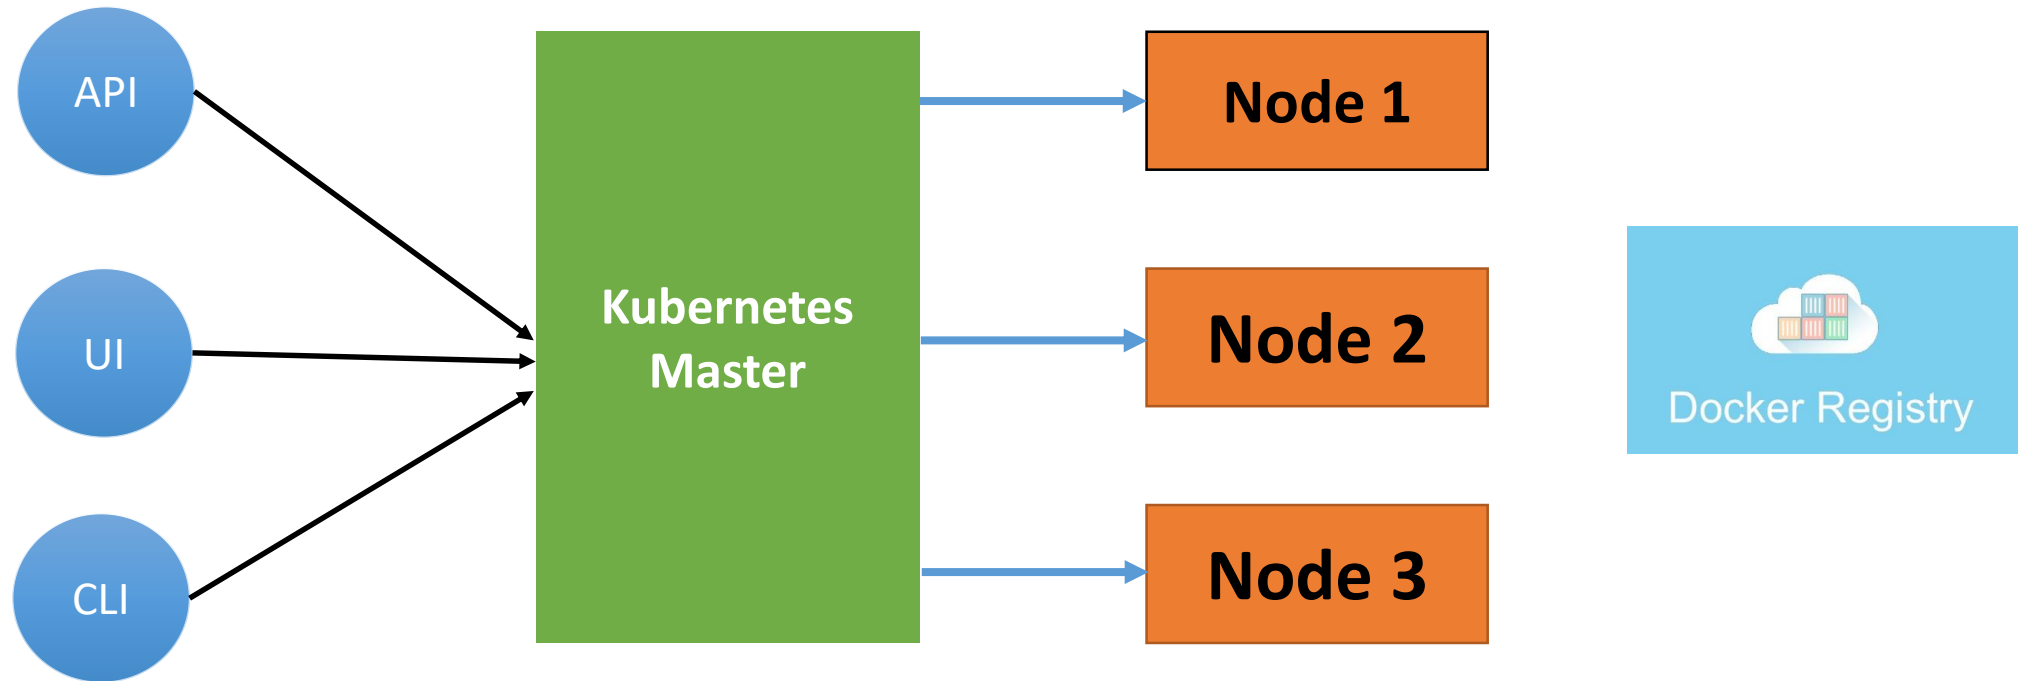 API
UI
CLI
Kubernetes
Master
Node 1
Node 2
Node 3
Docker Registry